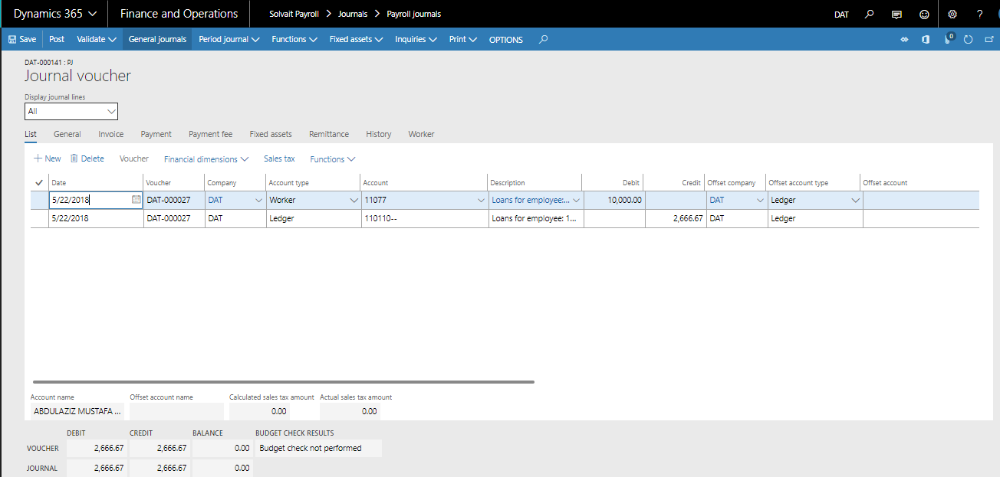 Dynamics 365 Finance and Operations Solvait Payroll Journals Payroll journals DAT ?
Save Post Validate General journals Period journal Functions Fixed assets Inquiries Print OPTIONS 0
DAT-000141 : PJ
Journal voucher
Display journal lines
All
List General Invoice Payment Payment fee Fixed assets Remittance History Worker
+ New Delete Voucher Financial dimensions Sales tax Functions
Date Voucher Company Account type Account Description Debit Credit Offset company Offset account type Offset account
5/22/2018 DAT-000027 DAT Worker 11077 Loans for employee:... 10,000.00 DAT Ledger
5/22/2018 DAT-000027 DAT Ledger 110110-- Loans for employee: 1... 2,666.67 DAT Ledger
Account name Offset account name Calculated sales tax amount Actual sales tax amount
ABDULAZIZ MUSTAFA ... 0.00 0.00
DEBIT CREDIT BALANCE BUDGET CHECK RESULTS
VOUCHER 2,666.67 2,666.67 0.00 Budget check not performed
JOURNAL 2,666.67 2,666.67 0.00